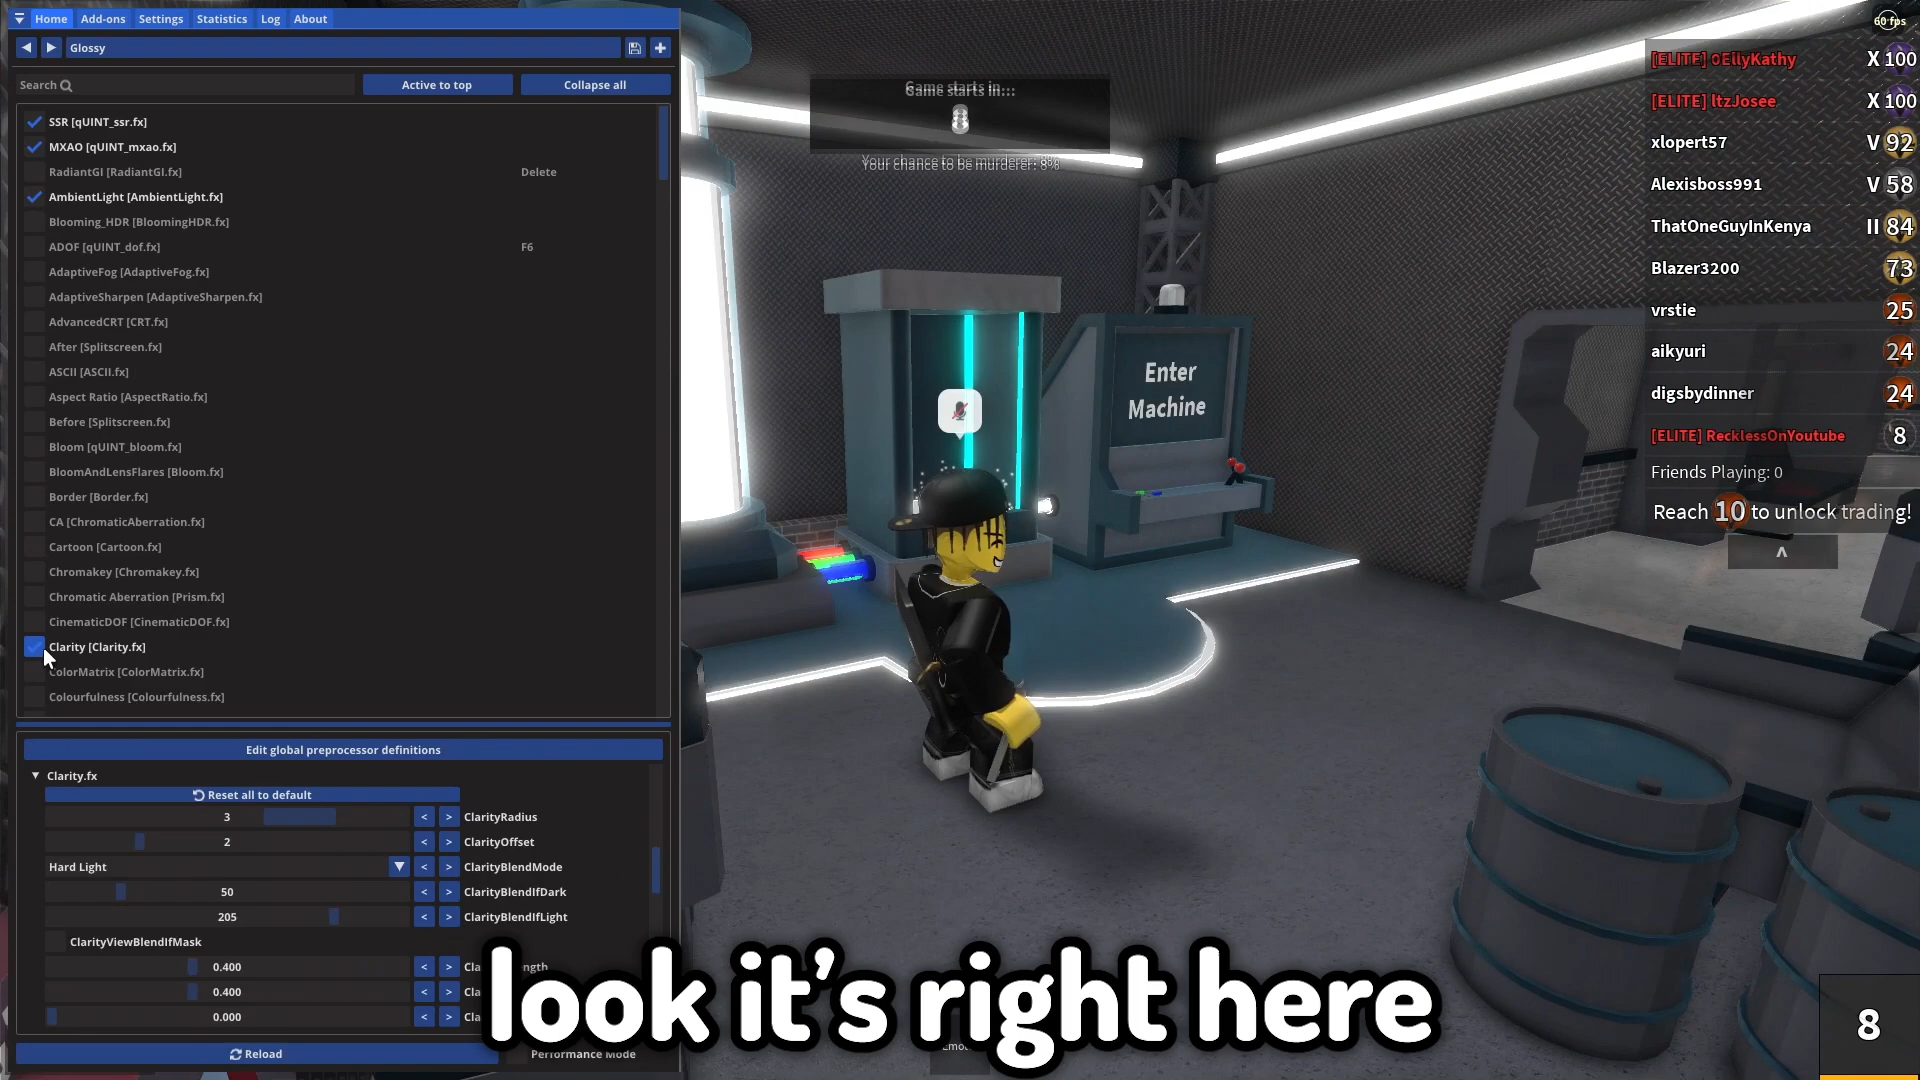 Home Add-ons Settings Statistics Log About
Glossy
Search
Active to top
Collapse all
SSR [qUINT_ssr.fx]
MXAO [qUINT_mxao.fx]
RadiantGI [RadiantGI.fx] Delete
AmbientLight [AmbientLight.fx]
Blooming_HDR [BloomingHDR.fx]
ADOF [qUINT_dof.fx] F6
AdaptiveFog [AdaptiveFog.fx]
AdaptiveSharpen [AdaptiveSharpen.fx]
AdvancedCRT [CRT.fx]
After [Splitscreen.fx]
ASCII [ASCII.fx]
Aspect Ratio [AspectRatio.fx]
Before [Splitscreen.fx]
Bloom [qUINT_bloom.fx]
BloomAndLensFlares [Bloom.fx]
Border [Border.fx]
CA [ChromaticAberration.fx]
Cartoon [Cartoon.fx]
Chromakey [Chromakey.fx]
Chromatic Aberration [Prism.fx]
CinematicDOF [CinematicDOF.fx]
Clarity [Clarity.fx]
ColorMatrix [ColorMatrix.fx]
Colourfulness [Colourfulness.fx]
Edit global preprocessor definitions
Clarity.fx
Reset all to default
3 < > ClarityRadius
2 < > ClarityOffset
Hard Light < > ClarityBlendMode
50 < > ClarityBlendIfDark
205 < > ClarityBlendIfLight
ClarityViewBlendIfMask
0.400 < >
0.400 < >
0.000 < >
Reload
Performance Mode
look it's right here
Game starts in...
Your chance to be murderer: 8%
Enter
Machine
60 fps
[ELITE] 0EllyKathy X 100
[ELITE] ltzJosee X 100
xlopert57 V 92
Alexisboss991 V 58
ThatOneGuyInKenya II 84
Blazer3200 73
vrstie 25
aikyuri 24
digsbydinner 24
[ELITE] RecklessOnYoutube 8
Friends Playing: 0
Reach 10 to unlock trading!
8